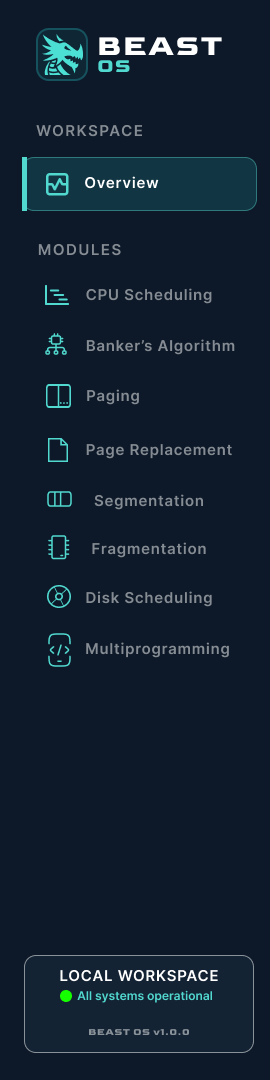 BEAST
OS
WORKSPACE
Overview
MODULES
CPU Scheduling
Banker's Algorithm
Paging
Page Replacement
Segmentation
Fragmentation
Disk Scheduling
Multiprogramming
LOCAL WORKSPACE
All systems operational
BEAST OS v1.0.0